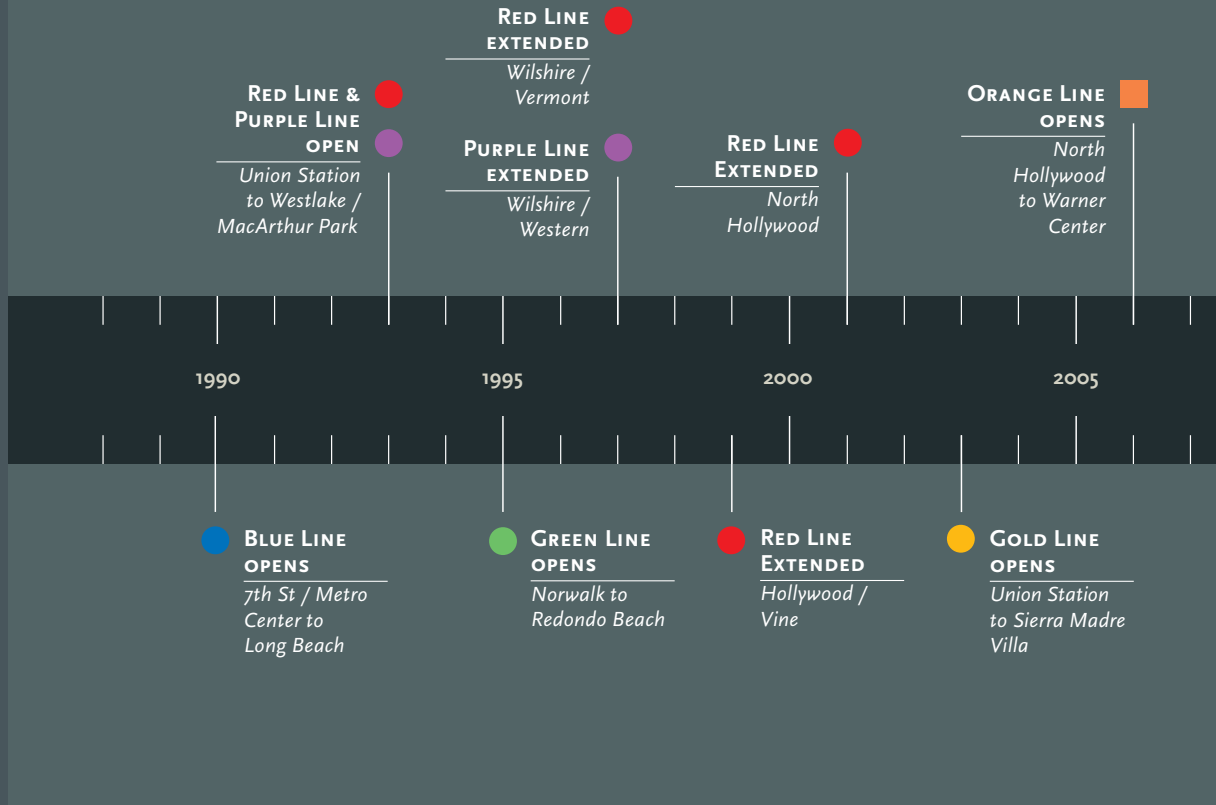 Red Line
extended
Wilshire /
Vermont
Red Line &
Purple Line
open
Union Station
to Westlake /
MacArthur Park
Purple Line
extended
Wilshire /
Western
Red Line
Extended
North
Hollywood
Orange Line
opens
North
Hollywood
to Warner
Center
1990
1995
2000
2005
Blue Line
opens
7th St / Metro
Center to
Long Beach
Green Line
opens
Norwalk to
Redondo Beach
Red Line
Extended
Hollywood /
Vine
Gold Line
opens
Union Station
to Sierra Madre
Villa